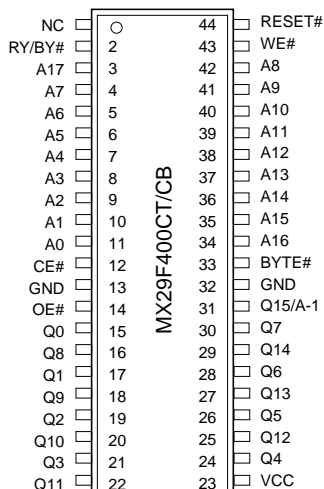 NC 44 RESET#
RY/BY# 2 43 WE#
A17 3 42 A8
A7 4 41 A9
A6 5 40 A10
A5 6 39 A11
A4 7 38 A12
A3 8 37 A13
A2 9 36 A14
A1 10 35 A15
A0 11 34 A16
CE# 12 33 BYTE#
GND 13 32 GND
OE# 14 31 Q15/A-1
Q0 15 30 Q7
Q8 16 29 Q14
Q1 17 28 Q6
Q9 18 27 Q13
Q2 19 26 Q5
Q10 20 25 Q12
Q3 21 24 Q4
Q11 22 23 VCC
MX29F400CT/CB